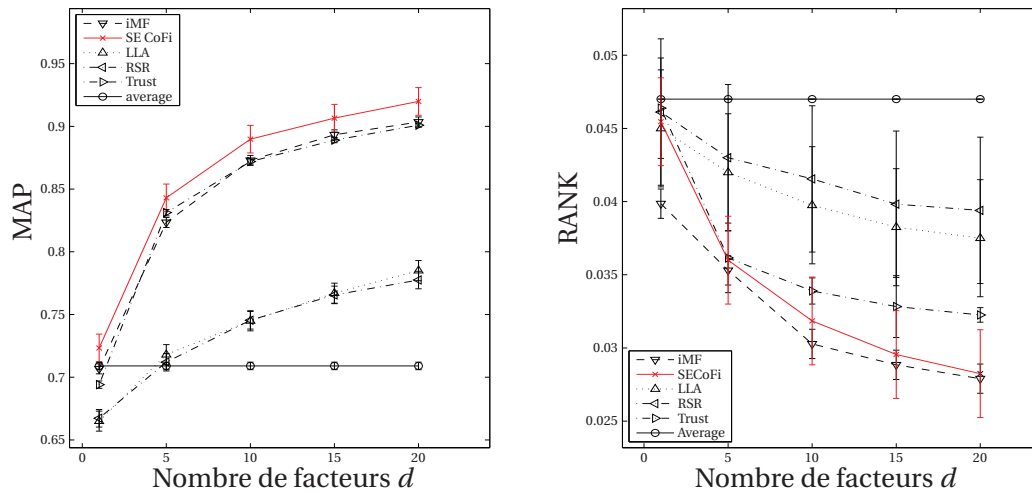 iMF
SE CoFi
LLA
RSR
Trust
average
0.95
0.9
0.85
0.8
0.75
0.7
0.65
MAP
0 5 10 15 20
Nombre de facteurs d
0.05
0.045
0.04
0.035
0.03
0.025
RANK
iMF
SECoFi
LLA
RSR
Trust
Average
0 5 10 15 20
Nombre de facteurs d